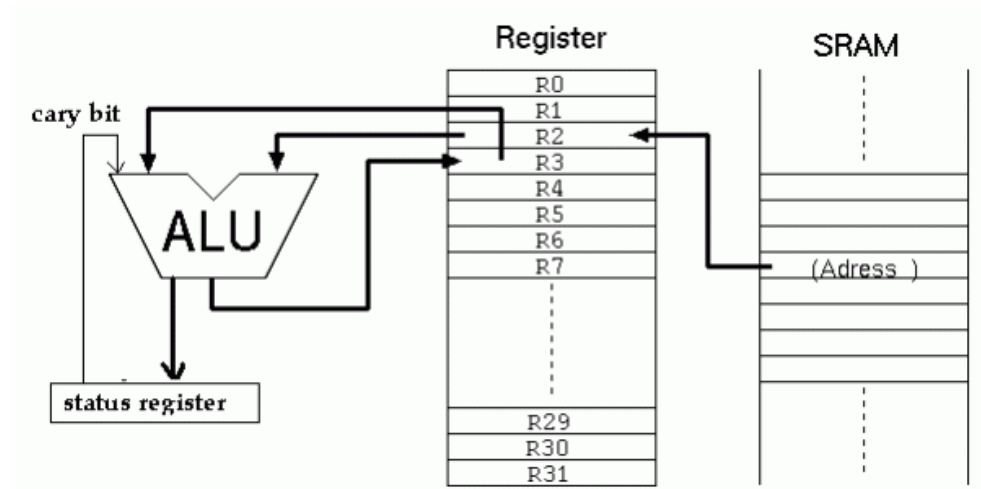 Register
SRAM
cary bit
R0
R1
R2
R3
R4
R5
R6
R7
ALU
(Adress )
status register
R29
R30
R31